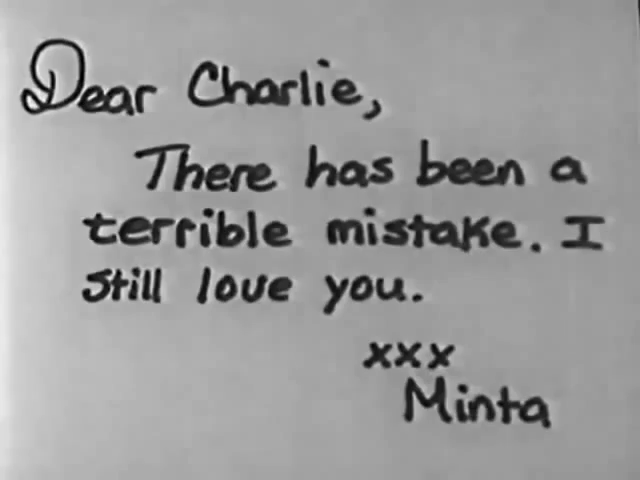 Dear Charlie,
There has been a
terrible mistake. I
still love you.
xxx
Minta